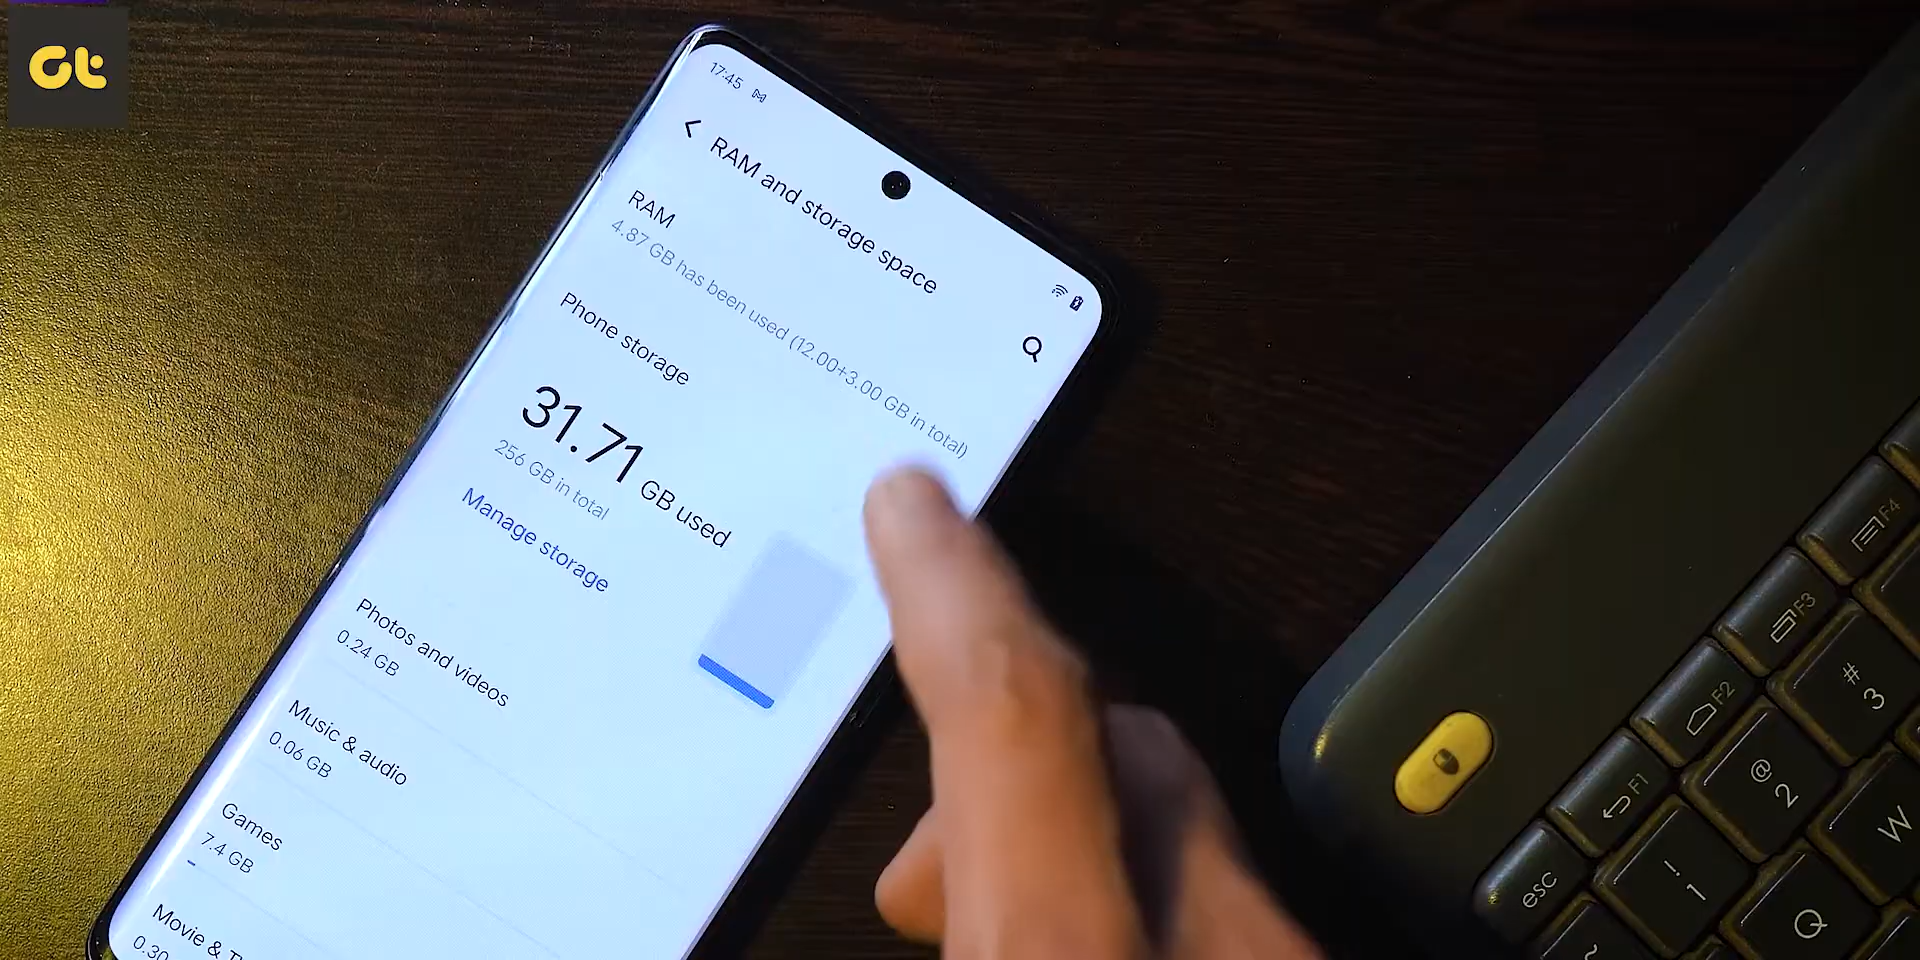 Gt
17:45
RAM and storage space
RAM
4.87 GB has been used (12.00+3.00 GB in total)
Phone storage
31.71 GB used
256 GB in total
Manage storage
Photos and videos
0.24 GB
Music & audio
0.06 GB
Games
7.4 GB
Movie &
0.30
F4
F3
F2
F1
esc
# 3
@ 2
! 1
W
Q
~